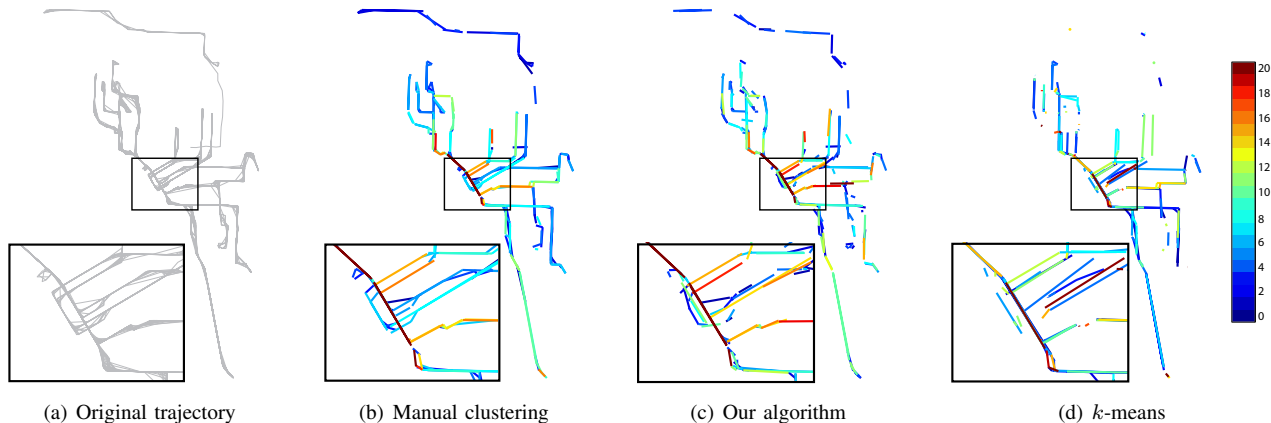 20
18
16
14
12
10
8
6
4
2
0
(a) Original trajectory
(b) Manual clustering
(c) Our algorithm
(d) k-means